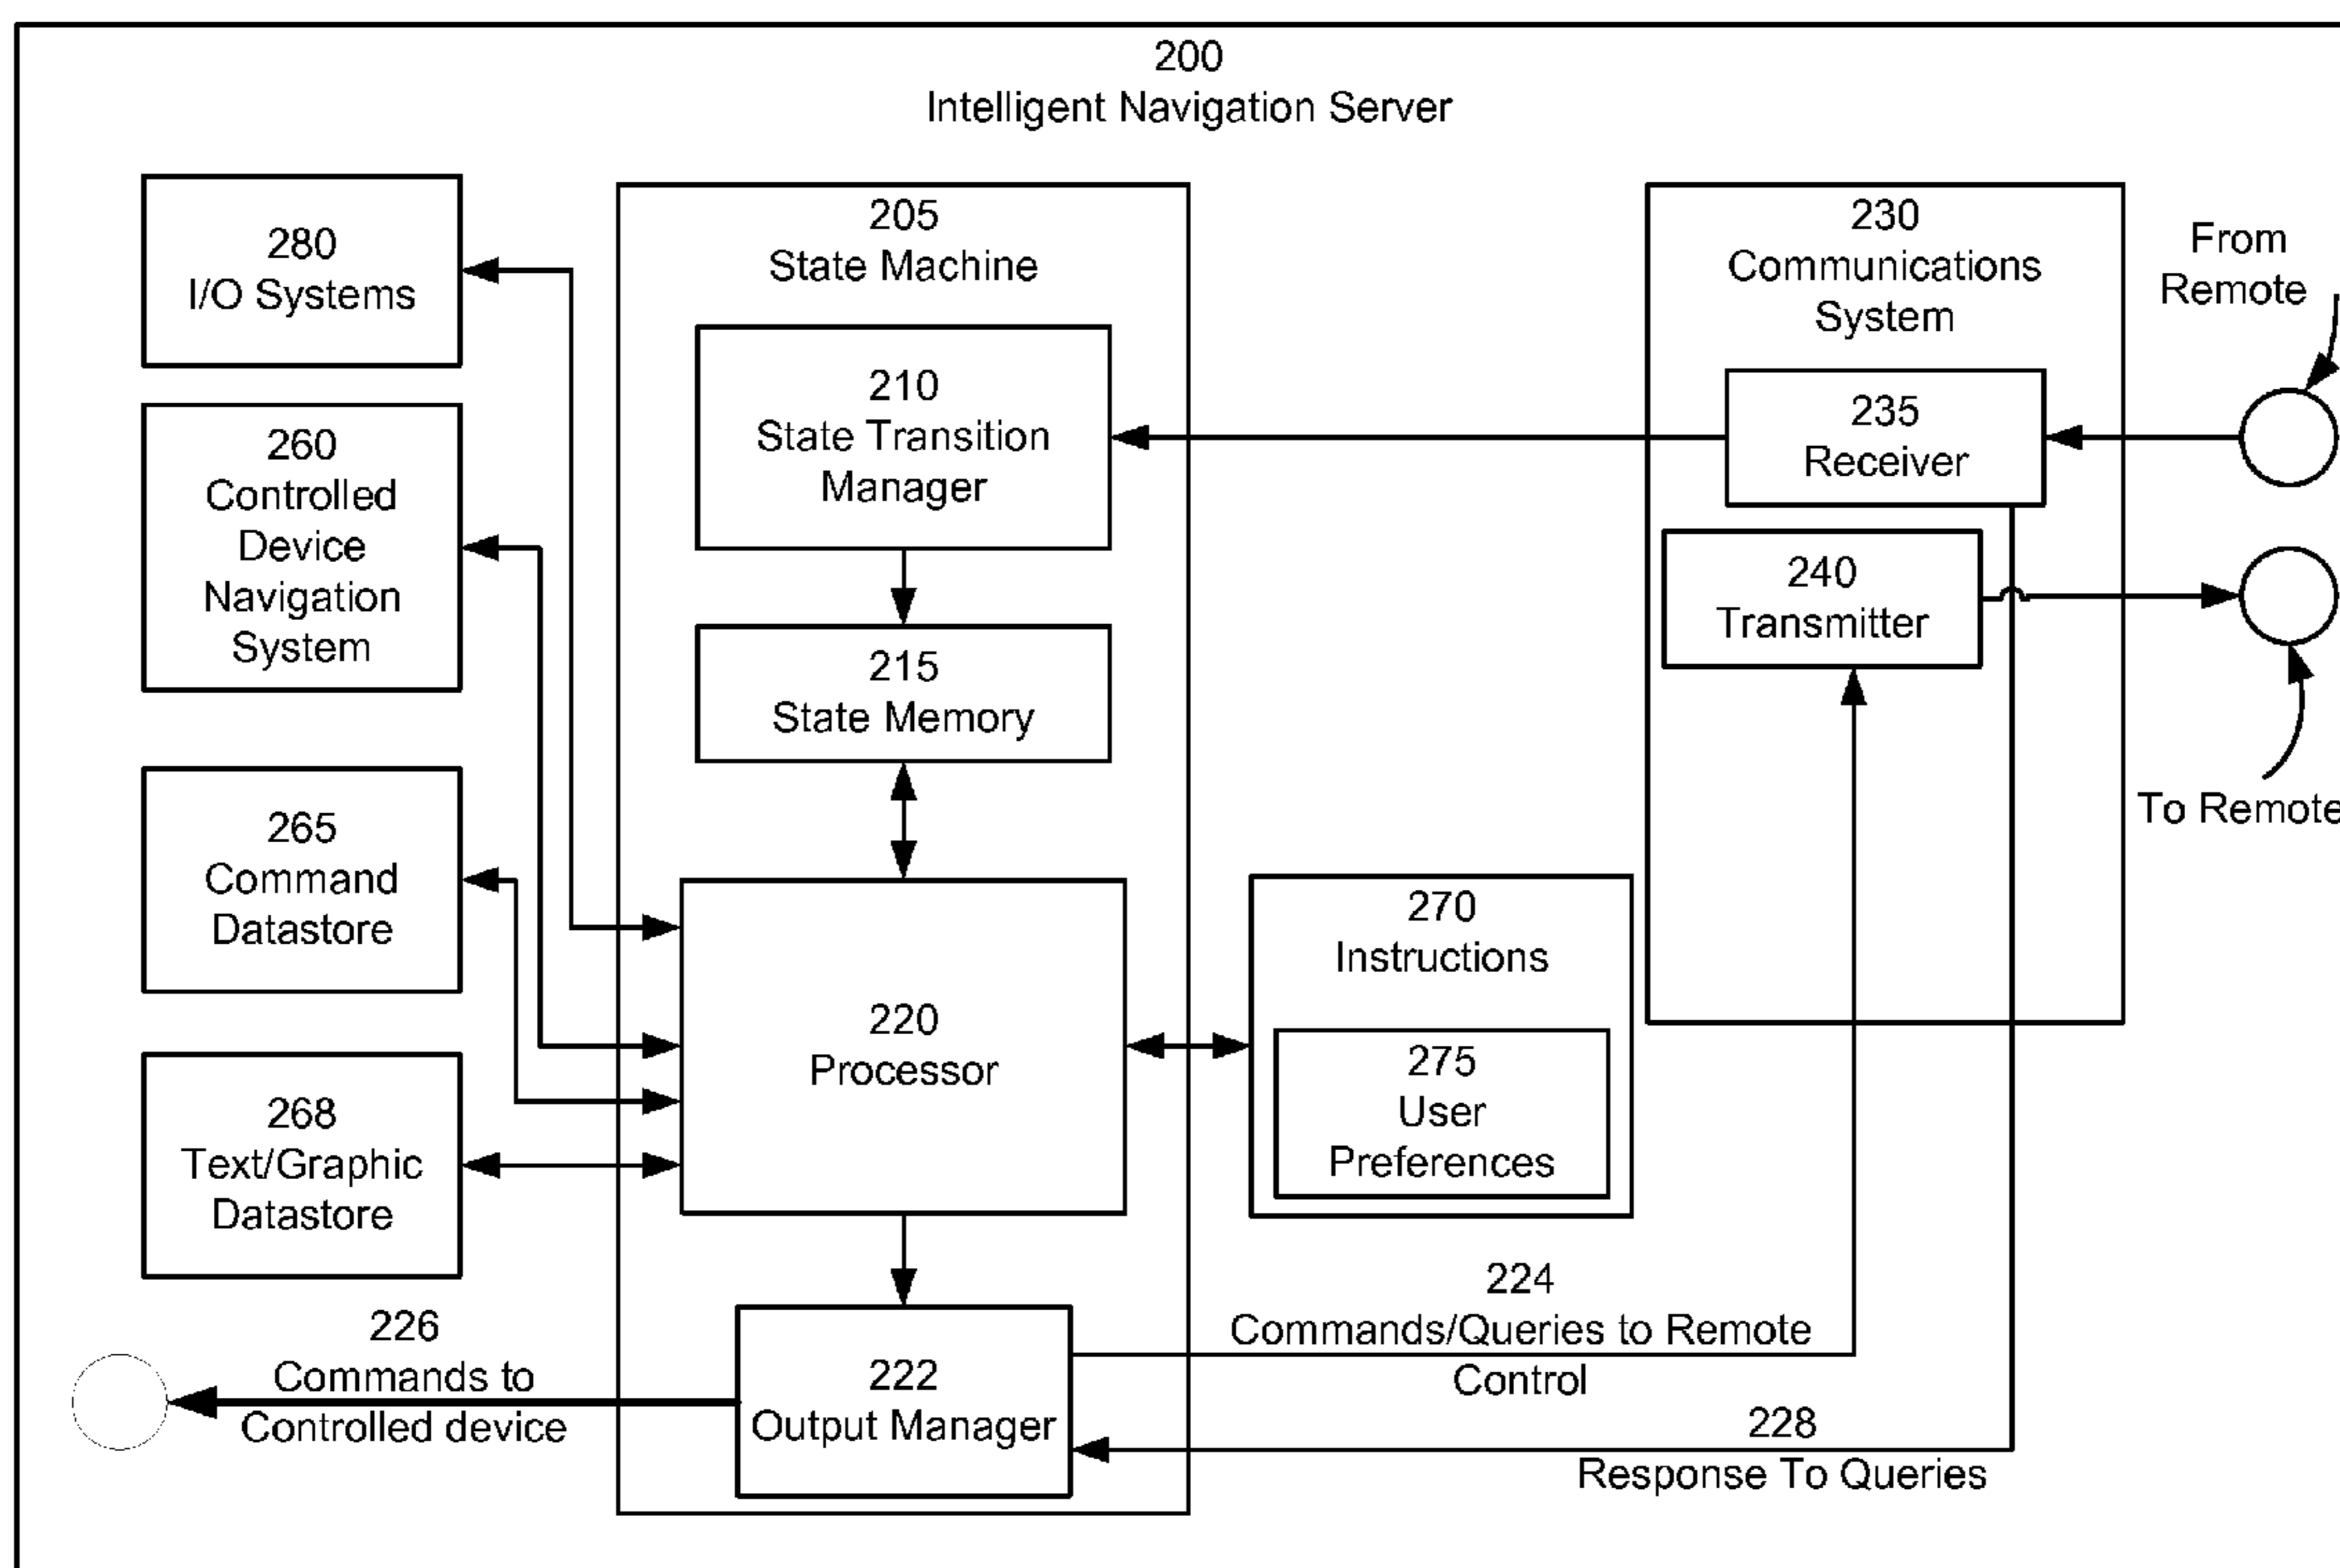 200
Intelligent Navigation Server
280
I/O Systems
260
Controlled
Device
Navigation
System
265
Command
Datastore
268
Text/Graphic
Datastore
226
Commands to
Controlled device
205
State Machine
210
State Transition
Manager
215
State Memory
220
Processor
222
Output Manager
270
Instructions
275
User
Preferences
224
Commands/Queries to Remote
Control
228
Response To Queries
230
Communications
System
235
Receiver
240
Transmitter
From
Remote
To Remote